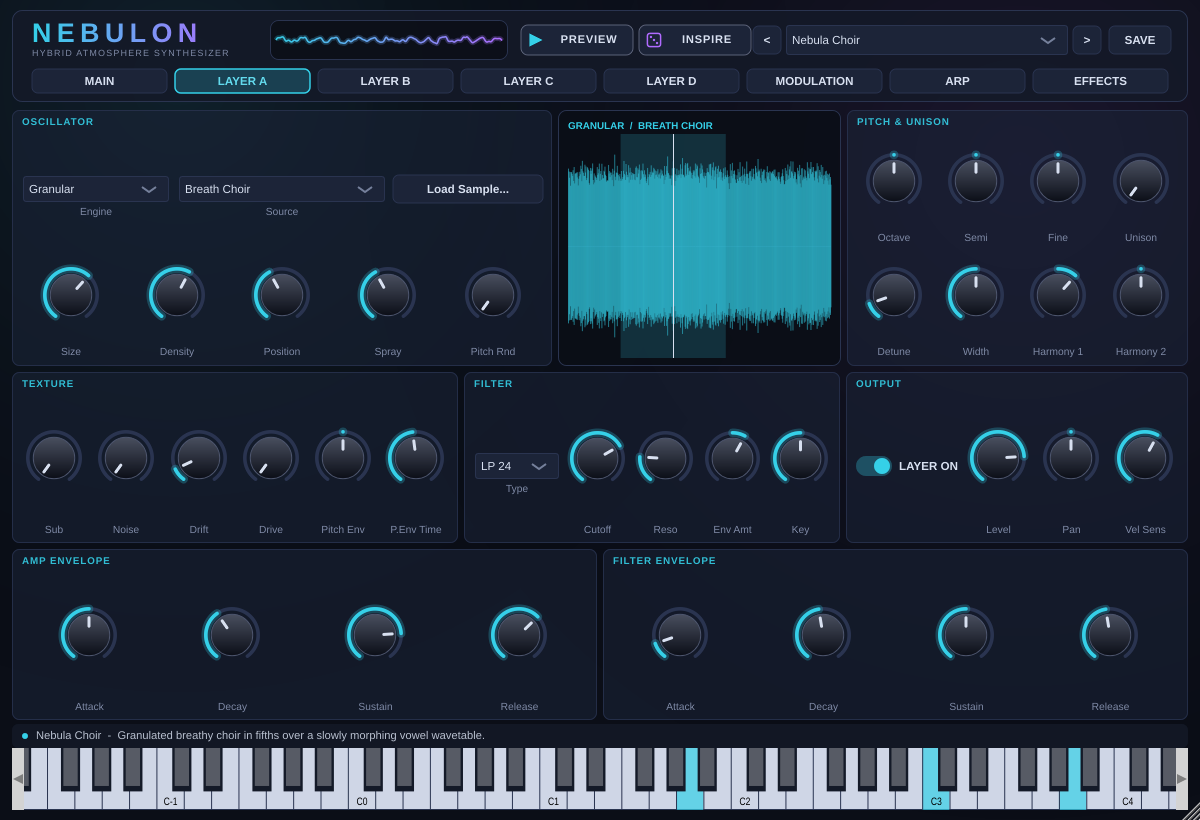 NEBULON
HYBRID ATMOSPHERE SYNTHESIZER
PREVIEW
INSPIRE
<
Nebula Choir
>
SAVE
MAIN
LAYER A
LAYER B
LAYER C
LAYER D
MODULATION
ARP
EFFECTS
OSCILLATOR
Granular
Breath Choir
Load Sample...
Engine
Source
Size
Density
Position
Spray
Pitch Rnd
GRANULAR / BREATH CHOIR
PITCH & UNISON
Octave
Semi
Fine
Unison
Detune
Width
Harmony 1
Harmony 2
TEXTURE
Sub
Noise
Drift
Drive
Pitch Env
P.Env Time
FILTER
LP 24
Type
Cutoff
Reso
Env Amt
Key
OUTPUT
LAYER ON
Level
Pan
Vel Sens
AMP ENVELOPE
Attack
Decay
Sustain
Release
FILTER ENVELOPE
Attack
Decay
Sustain
Release
Nebula Choir - Granulated breathy choir in fifths over a slowly morphing vowel wavetable.
C-1
C0
C1
C2
C3
C4